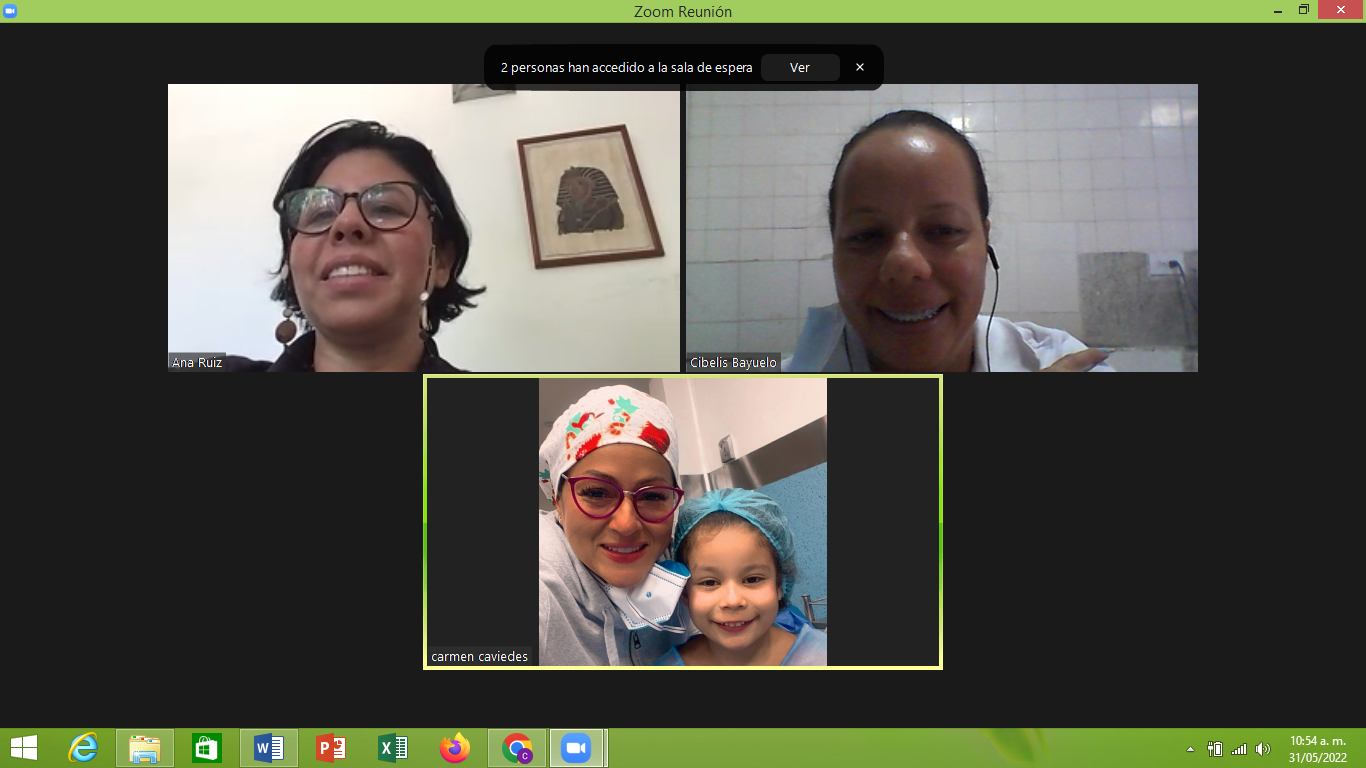 Zoom Reunión
2 personas han accedido a la sala de espera Ver
Ana Ruiz
Cibelis Bayuelo
carmen caviedes
10:54 a. m.
31/05/2022